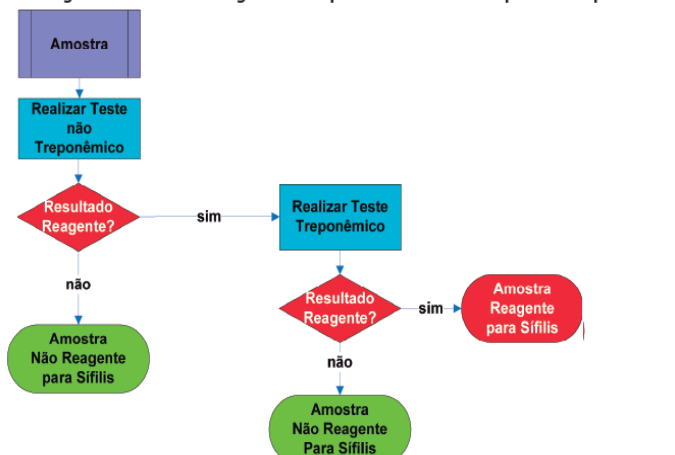 Amostra
Realizar Teste
não
Treponêmico
Resultado
Reagente?
sim
Realizar Teste
Treponêmico
não
Resultado
Reagente?
sim
Amostra
Reagente
para Sífilis
Amostra
Não Reagente
para Sífilis
não
Amostra
Não Reagente
Para Sífilis